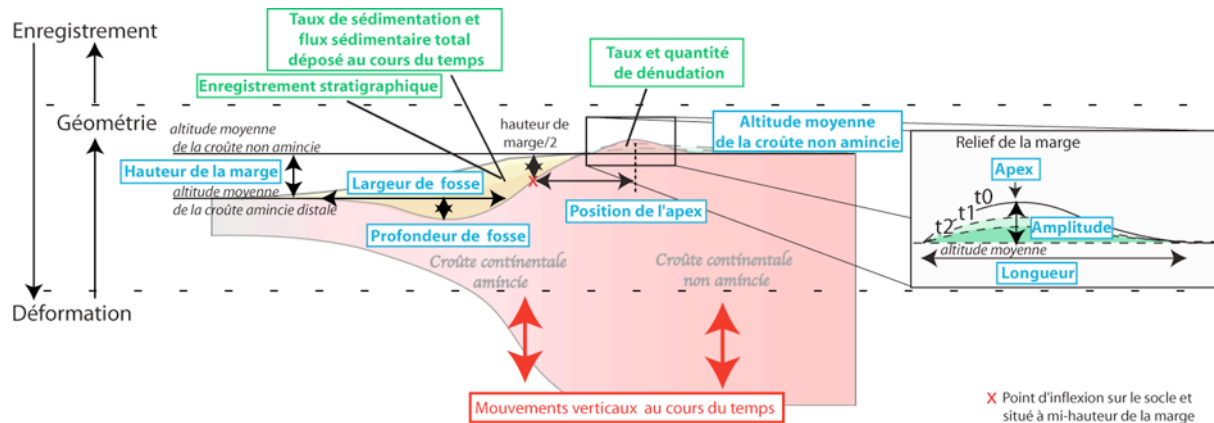 Enregistrement
Géométrie
Déformation
Taux de sédimentation et
flux sédimentaire total
déposé au cours du temps
Enregistrement stratigraphique
Taux et quantité
de dénudation
altitude moyenne
de la croûte non amincie
hauteur de
marge/2
Altitude moyenne
de la croûte non amincie
Hauteur de la marge
altitude moyenne
de la croûte amincie distale
Largeur de fosse
Profondeur de fosse
Position de l'apex
Croûte continentale
amincie
Croûte continentale
non amincie
Mouvements verticaux au cours du temps
Relief de la marge
Apex
t0
t1
t2
Amplitude
altitude moyenne
Longueur
X Point d'inflexion sur le socle et
situé à mi-hauteur de la marge